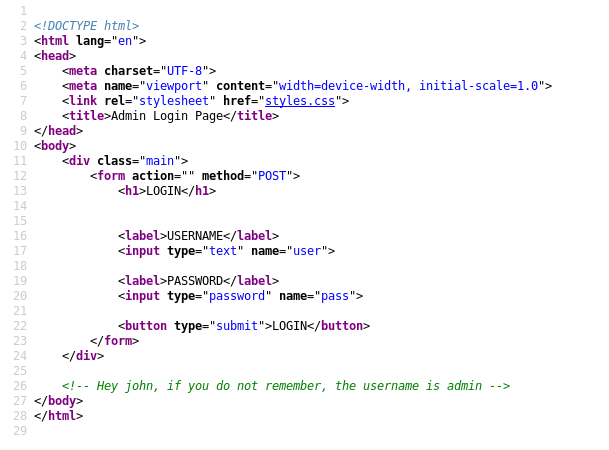 1
2 <!DOCTYPE html>
3 <html lang="en">
4 <head>
5     <meta charset="UTF-8">
6     <meta name="viewport" content="width=device-width, initial-scale=1.0">
7     <link rel="stylesheet" href="styles.css">
8     <title>Admin Login Page</title>
9 </head>
10 <body>
11     <div class="main">
12         <form action="" method="POST">
13             <h1>LOGIN</h1>
14
15
16             <label>USERNAME</label>
17             <input type="text" name="user">
18
19             <label>PASSWORD</label>
20             <input type="password" name="pass">
21
22             <button type="submit">LOGIN</button>
23         </form>
24     </div>
25
26     <!-- Hey john, if you do not remember, the username is admin -->
27 </body>
28 </html>
29